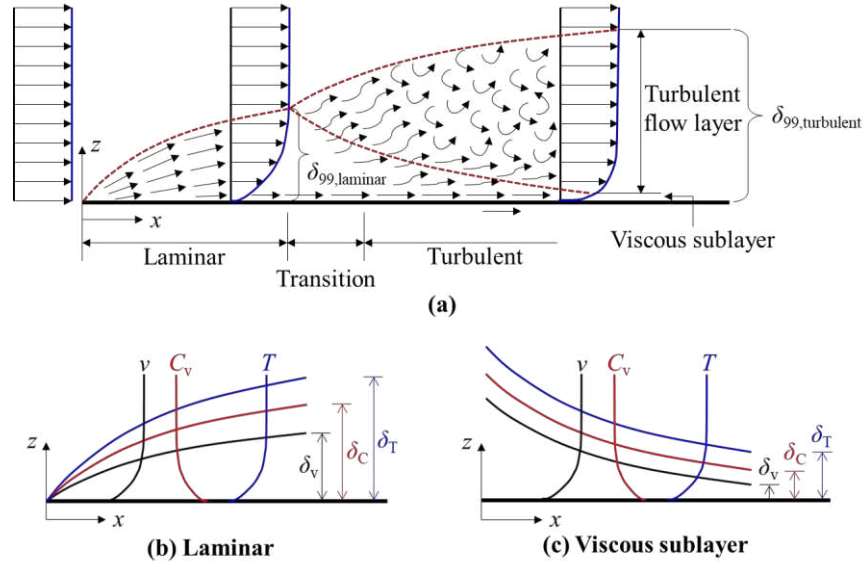 z
x
δ99,laminar
Turbulent
flow layer
δ99,turbulent
Viscous sublayer
Laminar
Transition
Turbulent
(a)
v Cv T
z
x
δv δC δT
(b) Laminar
v Cv T
z
x
δv δC δT
(c) Viscous sublayer